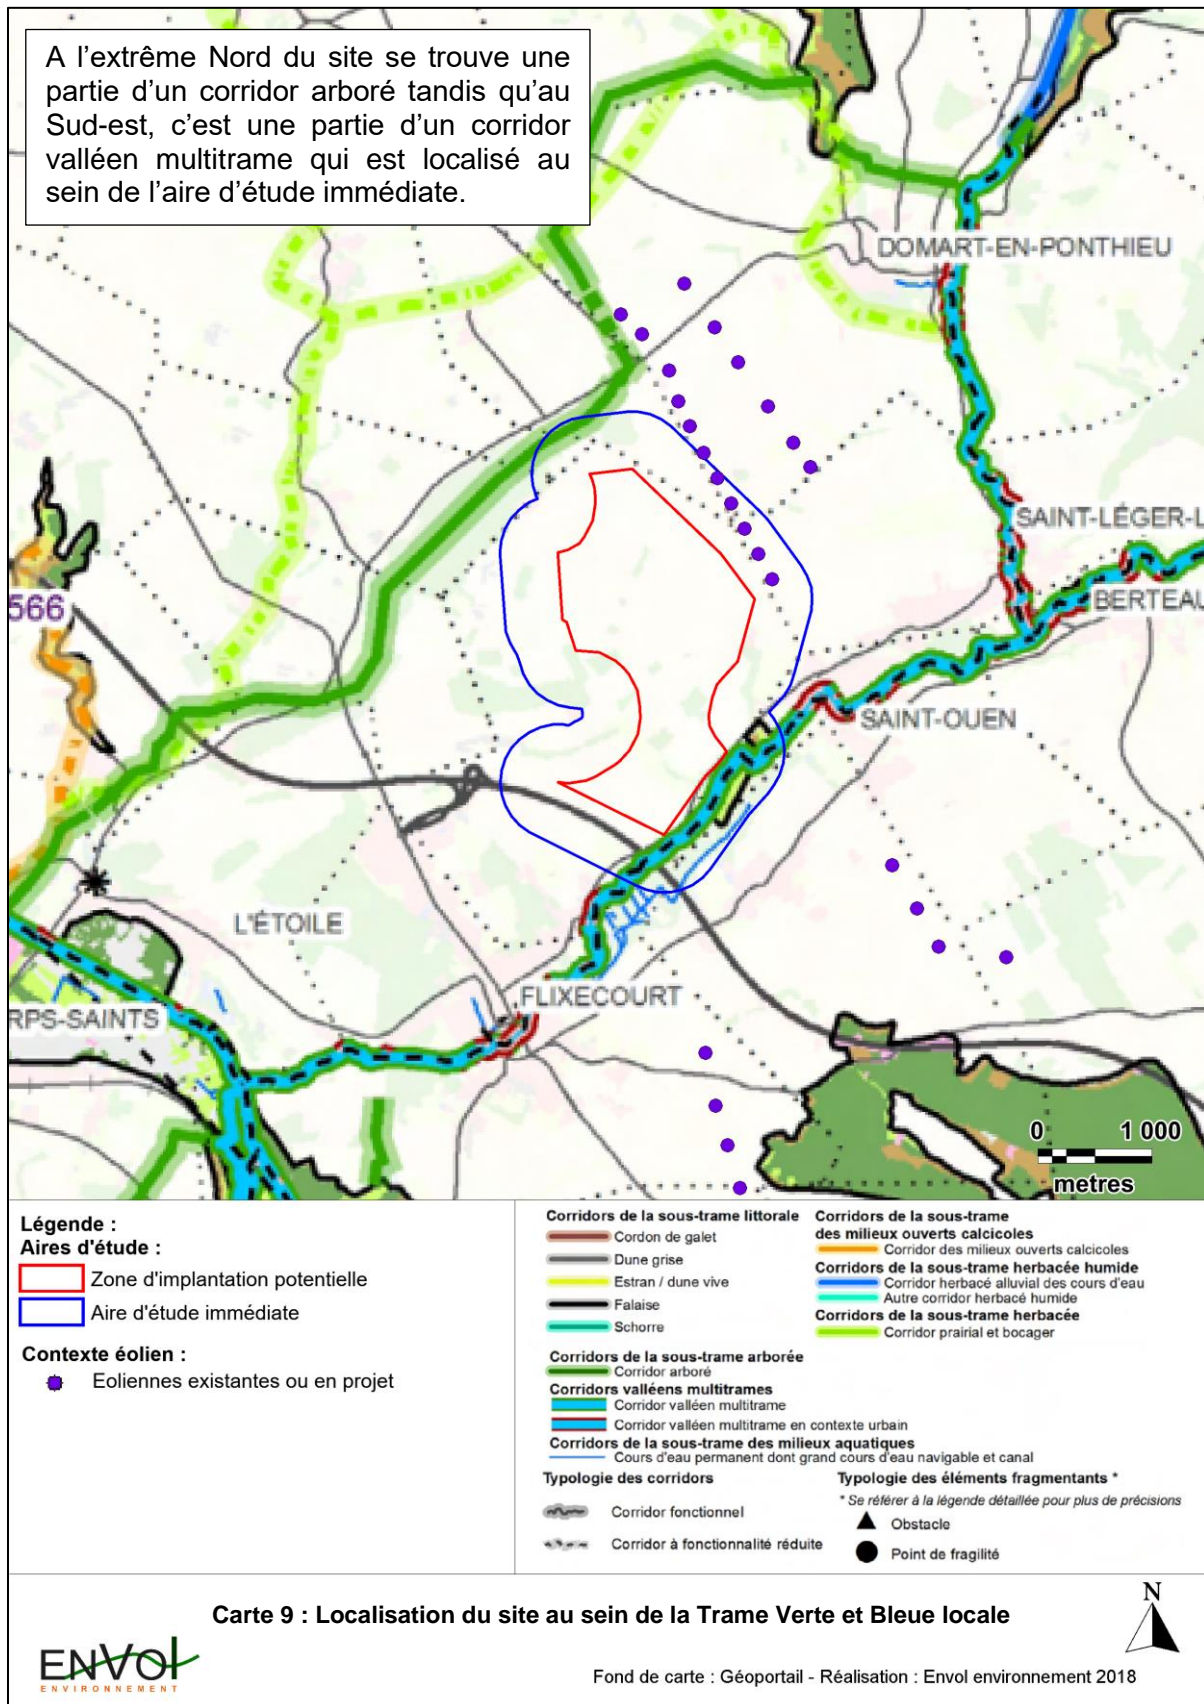 A l'extrême Nord du site se trouve une
partie d'un corridor arboré tandis qu'au
Sud-est, c'est une partie d'un corridor
valléen multitrame qui est localisé au
sein de l'aire d'étude immédiate.
DOMART-EN-PONTHIEU
SAINT-LÉGER-L
566
BERTEAU
SAINT-OUEN
L'ÉTOILE
FLIXECOURT
RPS-SAINTS
0 1 000
metres
Légende :
Aires d'étude :
Zone d'implantation potentielle
Aire d'étude immédiate
Contexte éolien :
Eoliennes existantes ou en projet
Corridors de la sous-trame littorale
Cordon de galet
Dune grise
Estran / dune vive
Falaise
Schorre
Corridors de la sous-trame arborée
Corridor arboré
Corridors valléens multitrames
Corridor valléen multitrame
Corridor valléen multitrame en contexte urbain
Corridors de la sous-trame des milieux aquatiques
Cours d'eau permanent dont grand cours d'eau navigable et canal
Corridors de la sous-trame
des milieux ouverts calcicoles
Corridor des milieux ouverts calcicoles
Corridors de la sous-trame herbacée humide
Corridor herbacé alluvial des cours d'eau
Autre corridor herbacé humide
Corridors de la sous-trame herbacée
Corridor prairial et bocager
Typologie des corridors
Corridor fonctionnel
Corridor à fonctionnalité réduite
Typologie des éléments fragmentants *
* Se référer à la légende détaillée pour plus de précisions
Obstacle
Point de fragilité
Carte 9 : Localisation du site au sein de la Trame Verte et Bleue locale
N
ENVOl
ENVIRONNEMENT
Fond de carte : Géoportail - Réalisation : Envol environnement 2018